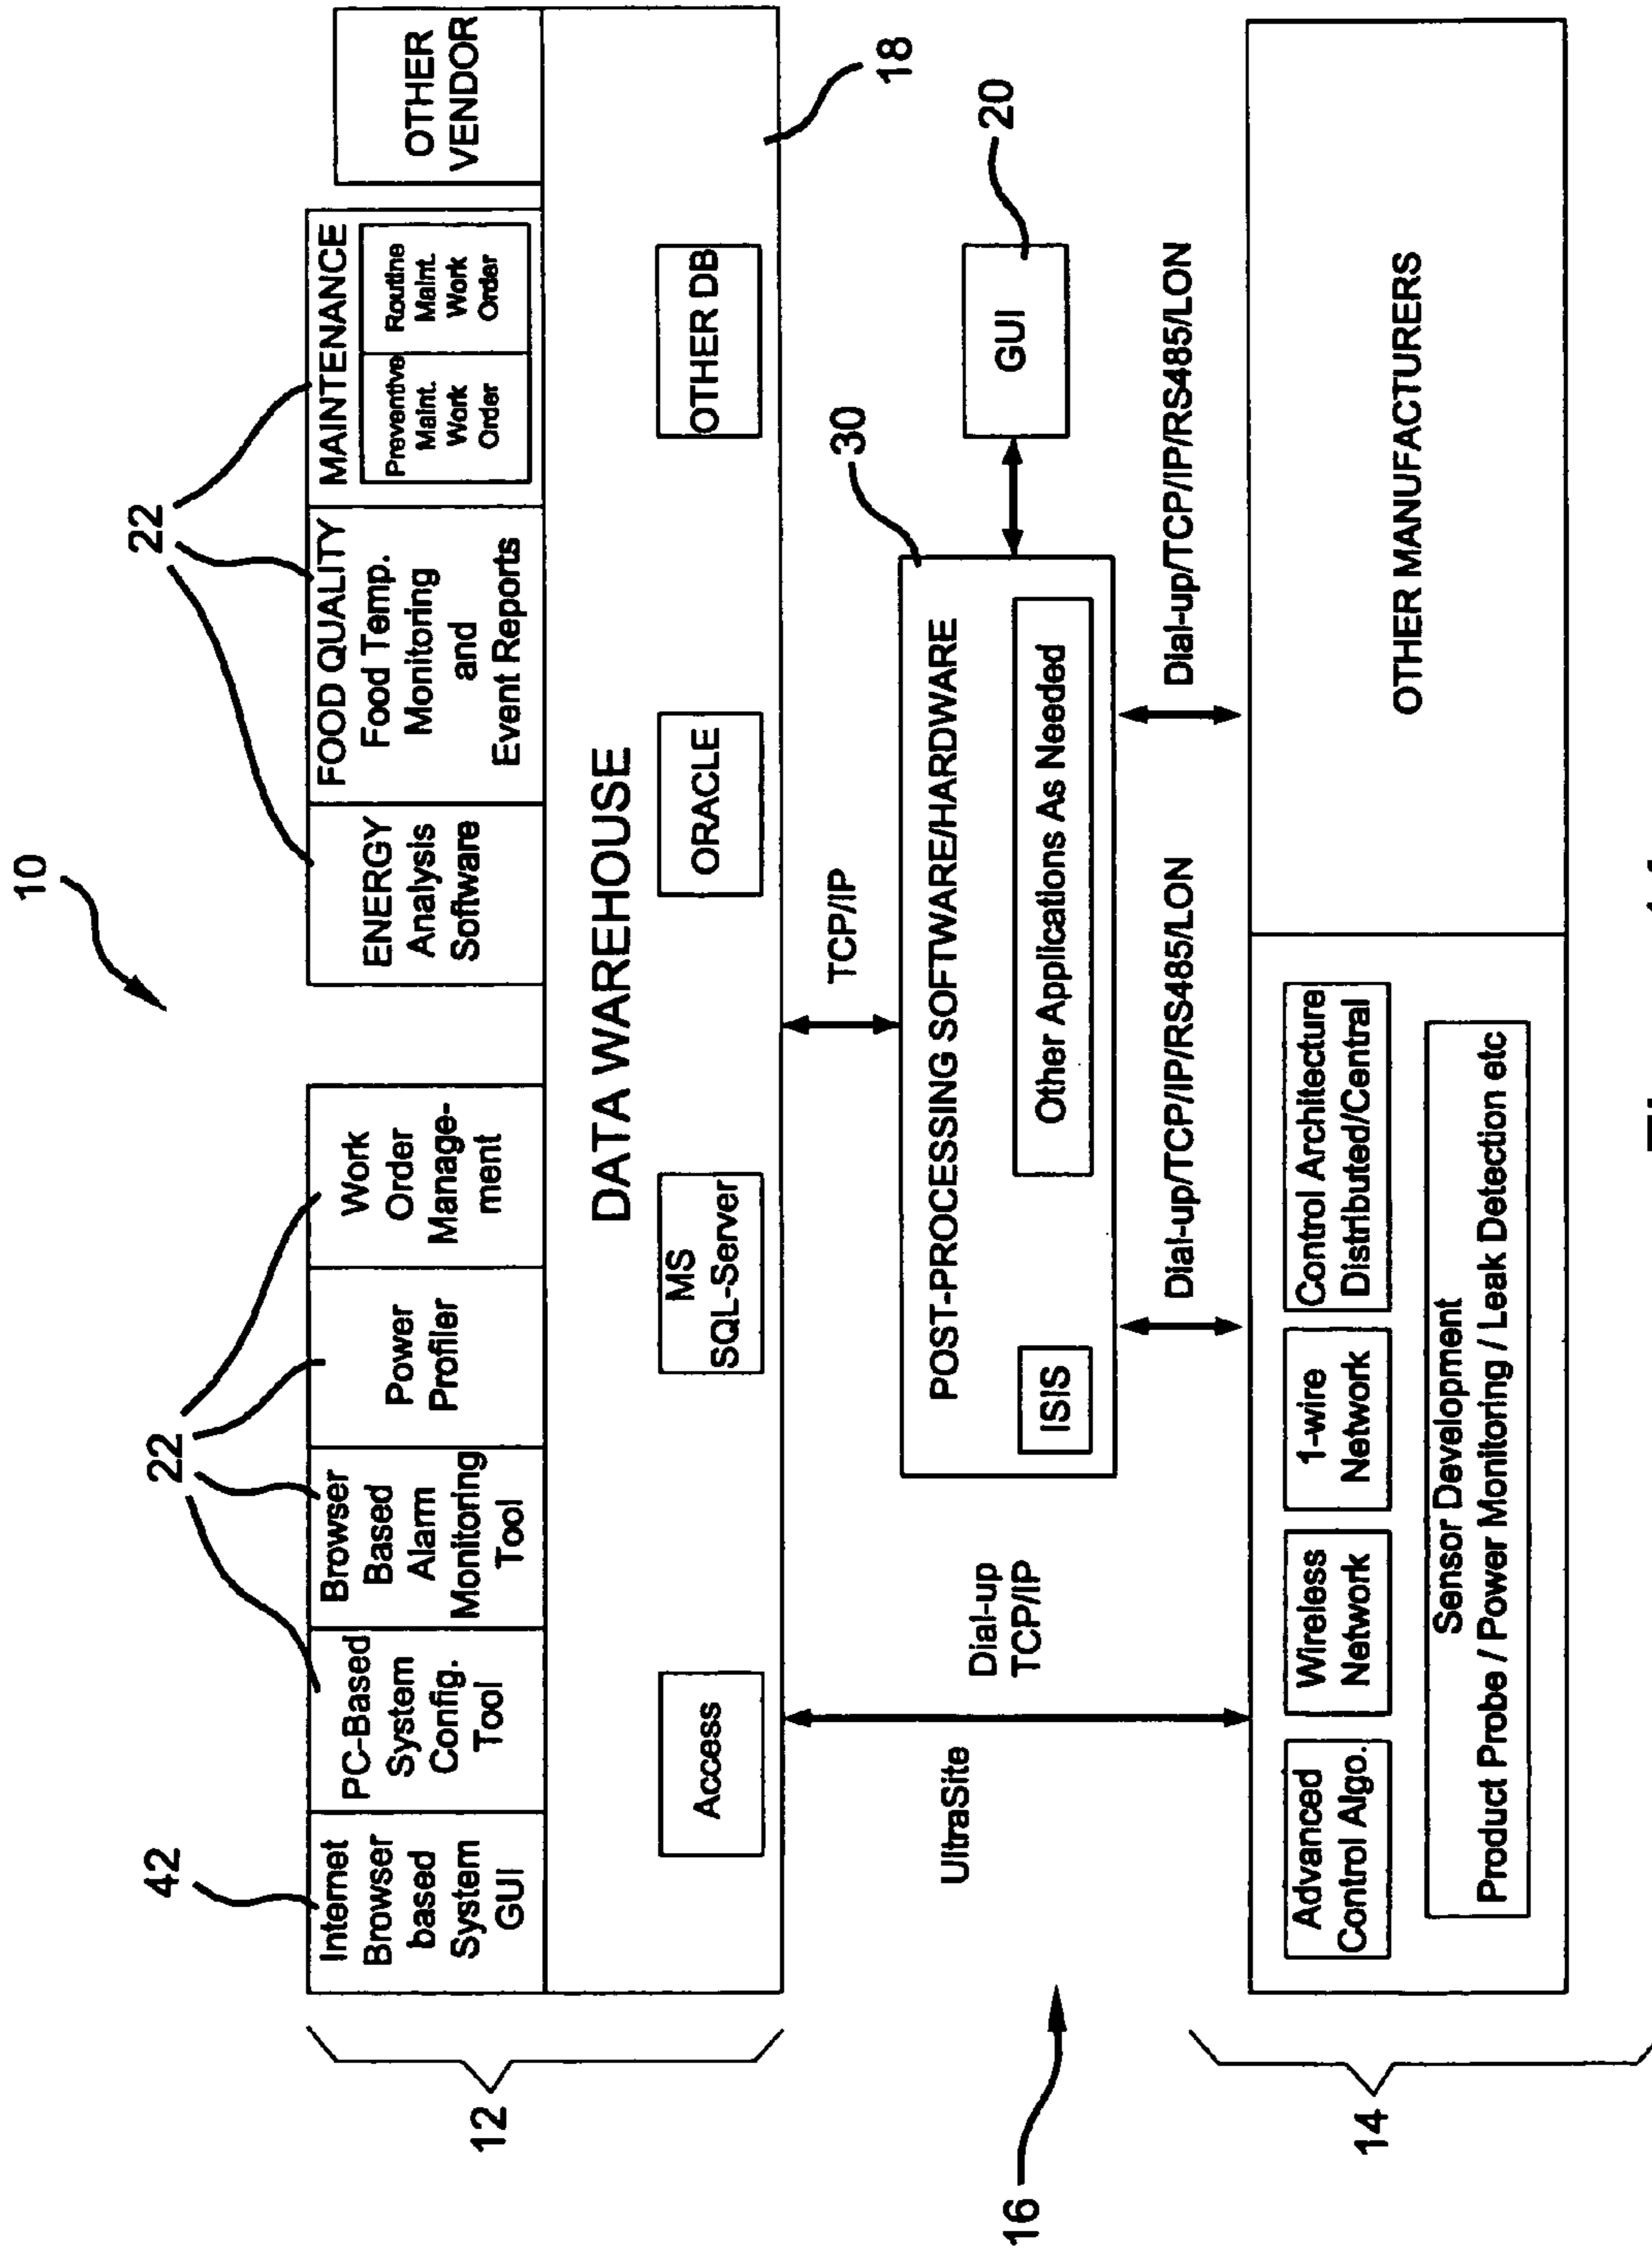 10
22
22
42
Internet
Browser
based
System
GUI
PC-Based
System
Config.
Tool
Browser
Based
Alarm
Monitoring
Tool
Power
Profiler
Work
Order
Manage-
ment
ENERGY
Analysis
Software
FOOD QUALITY
Food Temp.
Monitoring
and
Event Reports
MAINTENANCE
Preventive
Maint.
Work
Order
Routine
Maint.
Work
Order
OTHER
VENDOR
12
DATA WAREHOUSE
Access
MS
SQL-Server
ORACLE
OTHER DB
18
TCP/IP
30
20
UltraSite
Dial-up
TCP/IP
POST-PROCESSING SOFTWARE/HARDWARE
ISIS
Other Applications As Needed
GUI
16
Dial-up/TCP/IP/RS485/LON
Dial-up/TCP/IP/RS485/LON
14
Advanced
Control Algo.
Wireless
Network
1-wire
Network
Control Architecture
Distributed/Central
Sensor Development
Product Probe / Power Monitoring / Leak Detection etc
OTHER MANUFACTURERS